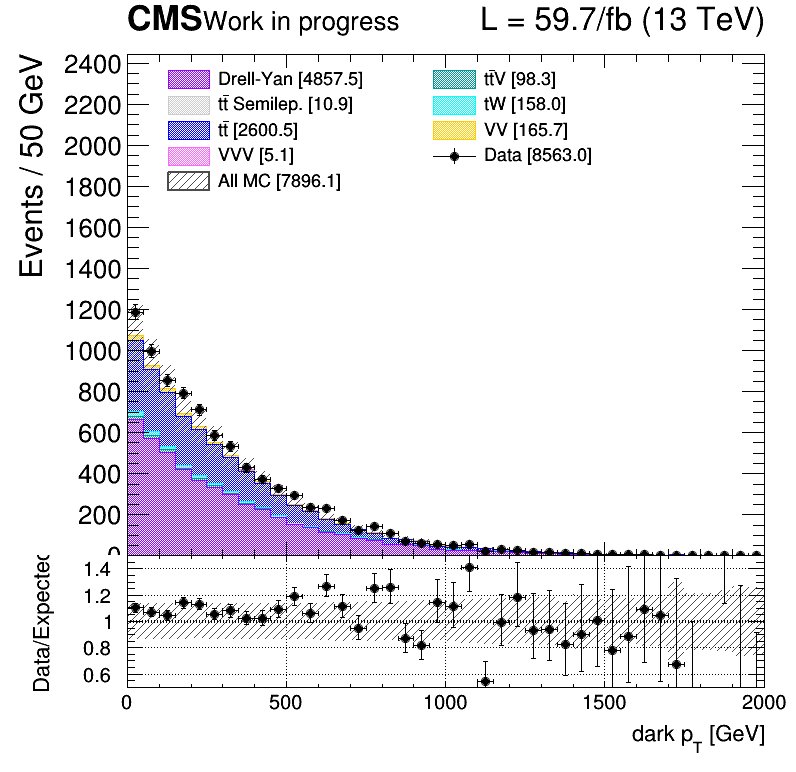 CMS Work in progress L = 59.7/fb (13 TeV)
Events / 50 GeV
2400
2200
2000
1800
1600
1400
1200
1000
800
600
400
200
0
Drell-Yan [4857.5]
tt̄ Semilep. [10.9]
tt̄ [2600.5]
VVV [5.1]
All MC [7896.1]
tt̄V [98.3]
tW [158.0]
VV [165.7]
Data [8563.0]
Data/Expected
1.4
1.2
1
0.8
0.6
0 500 1000 1500 2000
dark p_T [GeV]